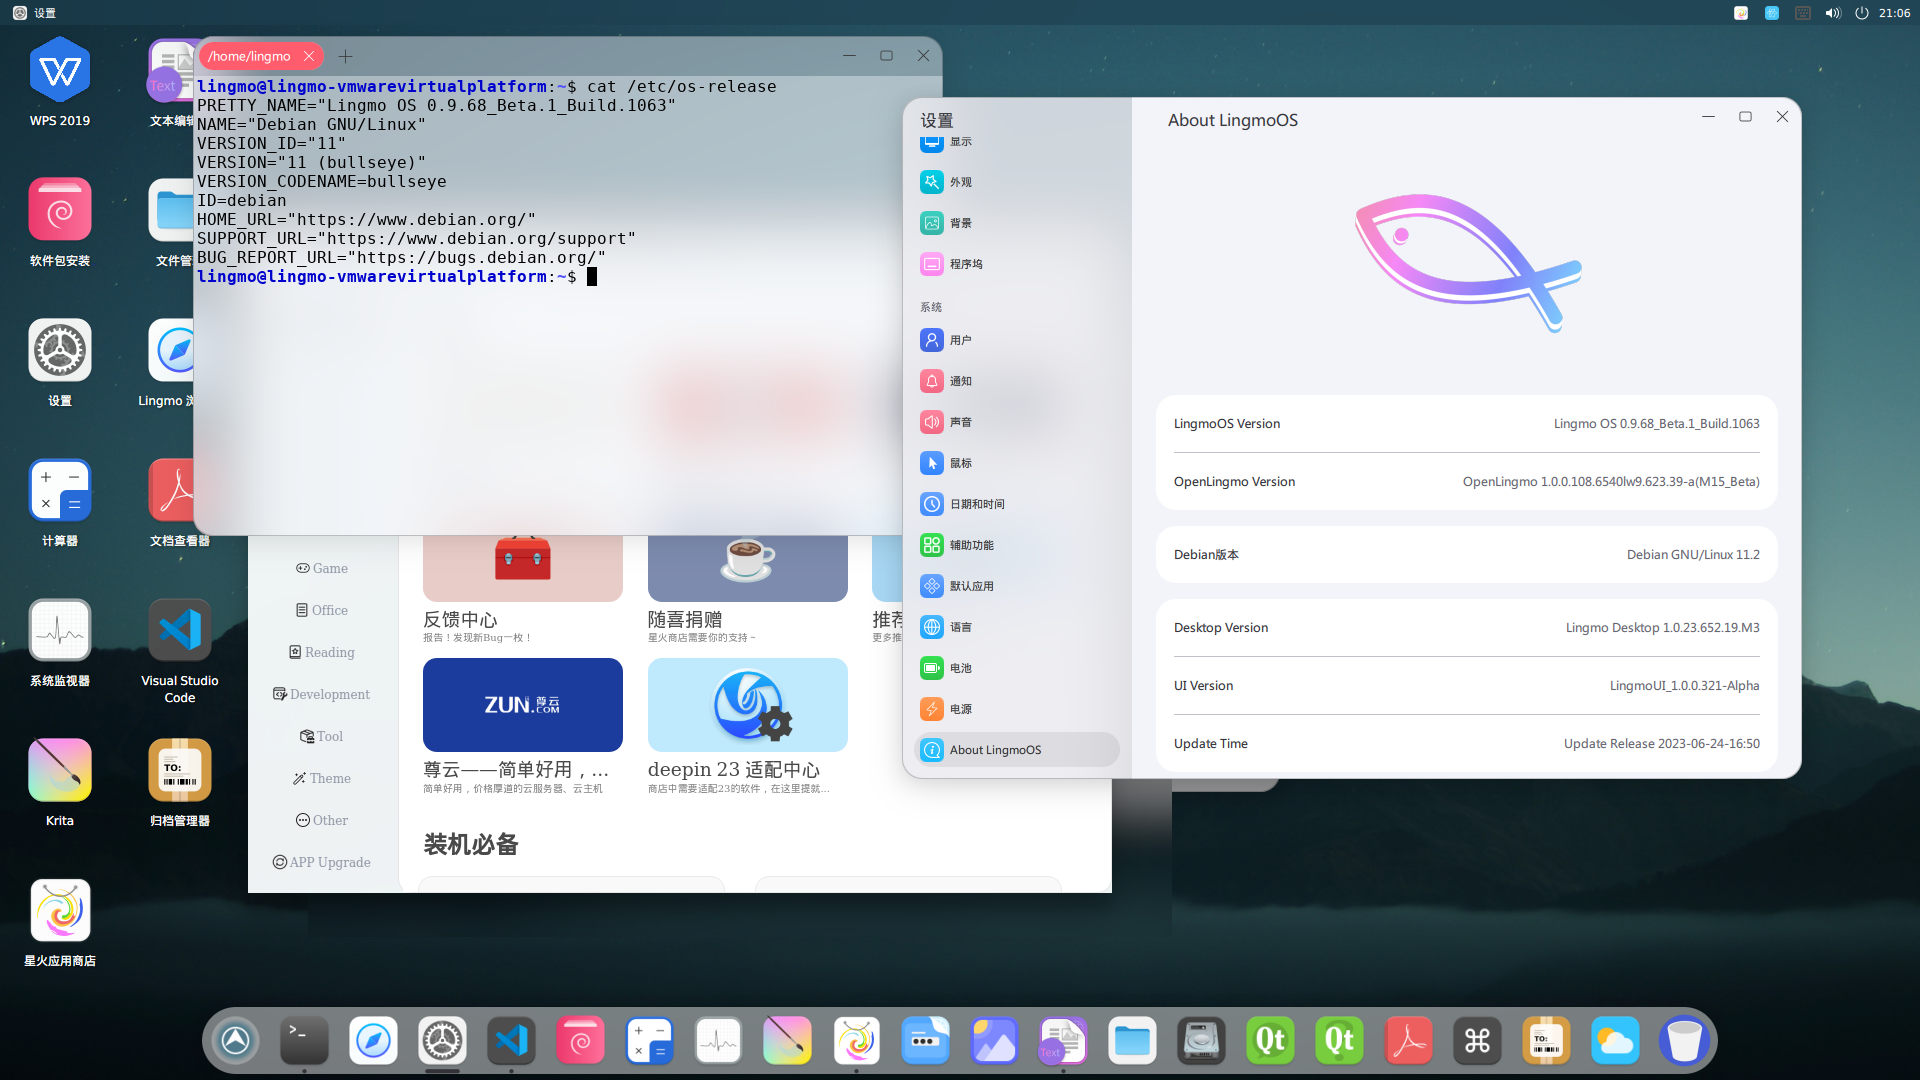 设置
21:06
WPS 2019
Text
文本编辑
软件包安装
文件管
设置
Lingmo 浏
计算器
文档查看器
系统监视器
Visual Studio
Code
Krita
TO:
归档管理器
星火应用商店
/home/lingmo
lingmo@lingmo-vmwarevirtualplatform:~$ cat /etc/os-release
PRETTY_NAME="Lingmo OS 0.9.68_Beta.1_Build.1063"
NAME="Debian GNU/Linux"
VERSION_ID="11"
VERSION="11 (bullseye)"
VERSION_CODENAME=bullseye
ID=debian
HOME_URL="https://www.debian.org/"
SUPPORT_URL="https://www.debian.org/support"
BUG_REPORT_URL="https://bugs.debian.org/"
lingmo@lingmo-vmwarevirtualplatform:~$
Game
Office
Reading
Development
Tool
Theme
Other
APP Upgrade
反馈中心
报告！发现新Bug一枚！
随喜捐赠
星火商店需要你的支持～
推荐
更多推
ZUN.COM 尊云
尊云——简单好用，...
简单好用，价格厚道的云服务器、云主机
deepin 23 适配中心
商店中需要适配23的软件，在这里提就...
装机必备
设置
显示
外观
背景
程序坞
系统
用户
通知
声音
鼠标
日期和时间
辅助功能
默认应用
语言
电池
电源
About LingmoOS
About LingmoOS
LingmoOS Version
Lingmo OS 0.9.68_Beta.1_Build.1063
OpenLingmo Version
OpenLingmo 1.0.0.108.6540lw9.623.39-a(M15_Beta)
Debian版本
Debian GNU/Linux 11.2
Desktop Version
Lingmo Desktop 1.0.23.652.19.M3
UI Version
LingmoUI_1.0.0.321-Alpha
Update Time
Update Release 2023-06-24-16:50
>_
Text
Qt
Qt
TO: